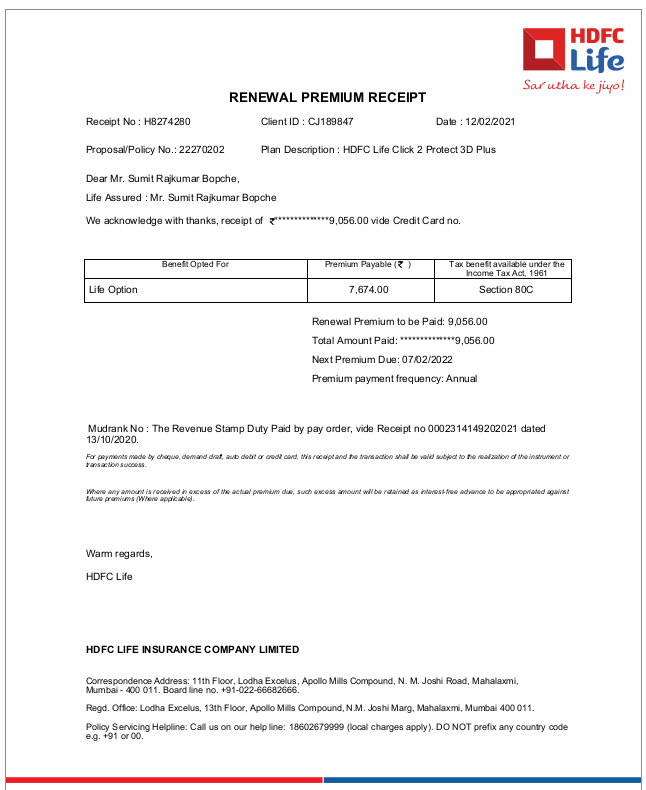 HDFC
Life
Sar utha ke jiyo!
RENEWAL PREMIUM RECEIPT
Receipt No : H8274280 Client ID : CJ189847 Date : 12/02/2021
Proposal/Policy No.: 22270202 Plan Description : HDFC Life Click 2 Protect 3D Plus
Dear Mr. Sumit Rajkumar Bopche,
Life Assured : Mr. Sumit Rajkumar Bopche
We acknowledge with thanks, receipt of ₹*************9,056.00 vide Credit Card no.
Benefit Opted For Premium Payable (₹ ) Tax benefit available under the
Income Tax Act, 1961
Life Option 7,674.00 Section 80C
Renewal Premium to be Paid: 9,056.00
Total Amount Paid: *************9,056.00
Next Premium Due: 07/02/2022
Premium payment frequency: Annual
Mudrank No : The Revenue Stamp Duty Paid by pay order, vide Receipt no 0002314149202021 dated
13/10/2020.
For payments made by cheque, demand draft, auto debit or credit card, this receipt and the transaction shall be valid subject to the realization of the instrument or
transaction success.
Where any amount is received in excess of the actual premium due, such excess amount will be retained as interest-free advance to be appropriated against
future premiums (Where applicable).
Warm regards,
HDFC Life
HDFC LIFE INSURANCE COMPANY LIMITED
Correspondence Address: 11th Floor, Lodha Excelus, Apollo Mills Compound, N. M. Joshi Road, Mahalaxmi,
Mumbai - 400 011. Board line no. +91-022-66682666.
Regd. Office: Lodha Excelus, 13th Floor, Apollo Mills Compound, N.M. Joshi Marg, Mahalaxmi, Mumbai 400 011.
Policy Servicing Helpline: Call us on our help line: 18602679999 (local charges apply). DO NOT prefix any country code
e.g. +91 or 00.